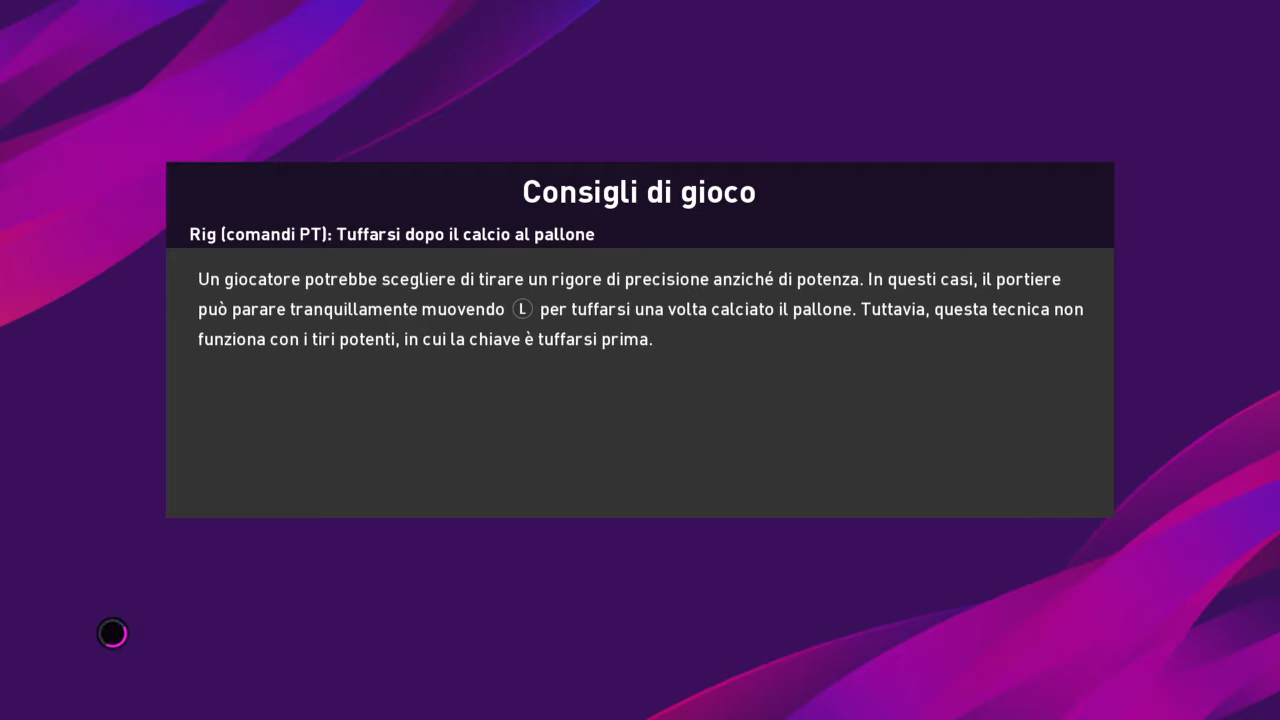 Consigli di gioco
Rig (comandi PT): Tuffarsi dopo il calcio al pallone
Un giocatore potrebbe scegliere di tirare un rigore di precisione anziché di potenza. In questi casi, il portiere
può parare tranquillamente muovendo L per tuffarsi una volta calciato il pallone. Tuttavia, questa tecnica non
funziona con i tiri potenti, in cui la chiave è tuffarsi prima.